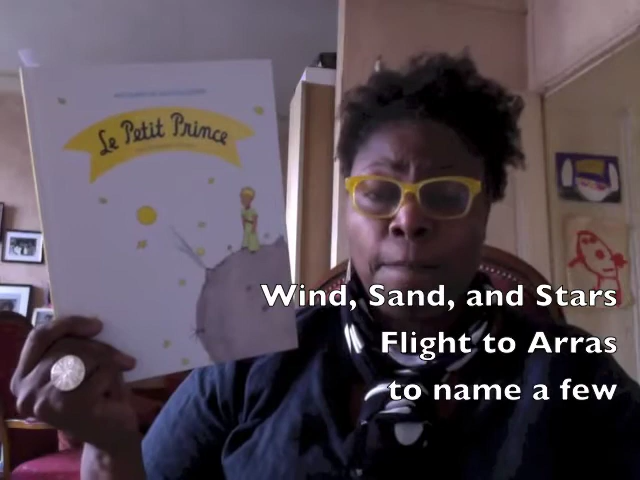 Le Petit Prince
Wind, Sand, and Stars
Flight to Arras
to name a few